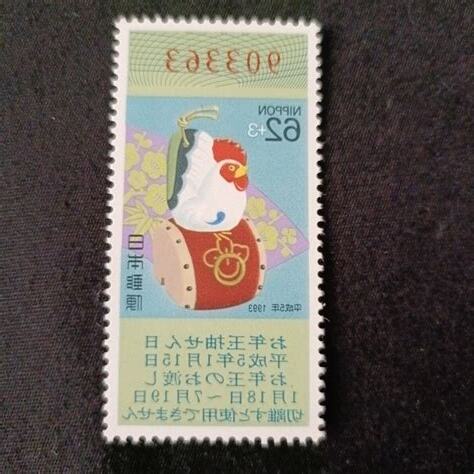 903363
NIPPON
62+3
日本郵便
平成5年 1993
お年玉抽せん日
平成5年1月15日
お年玉のお渡し
1月18日〜7月19日
切離すと使用できません